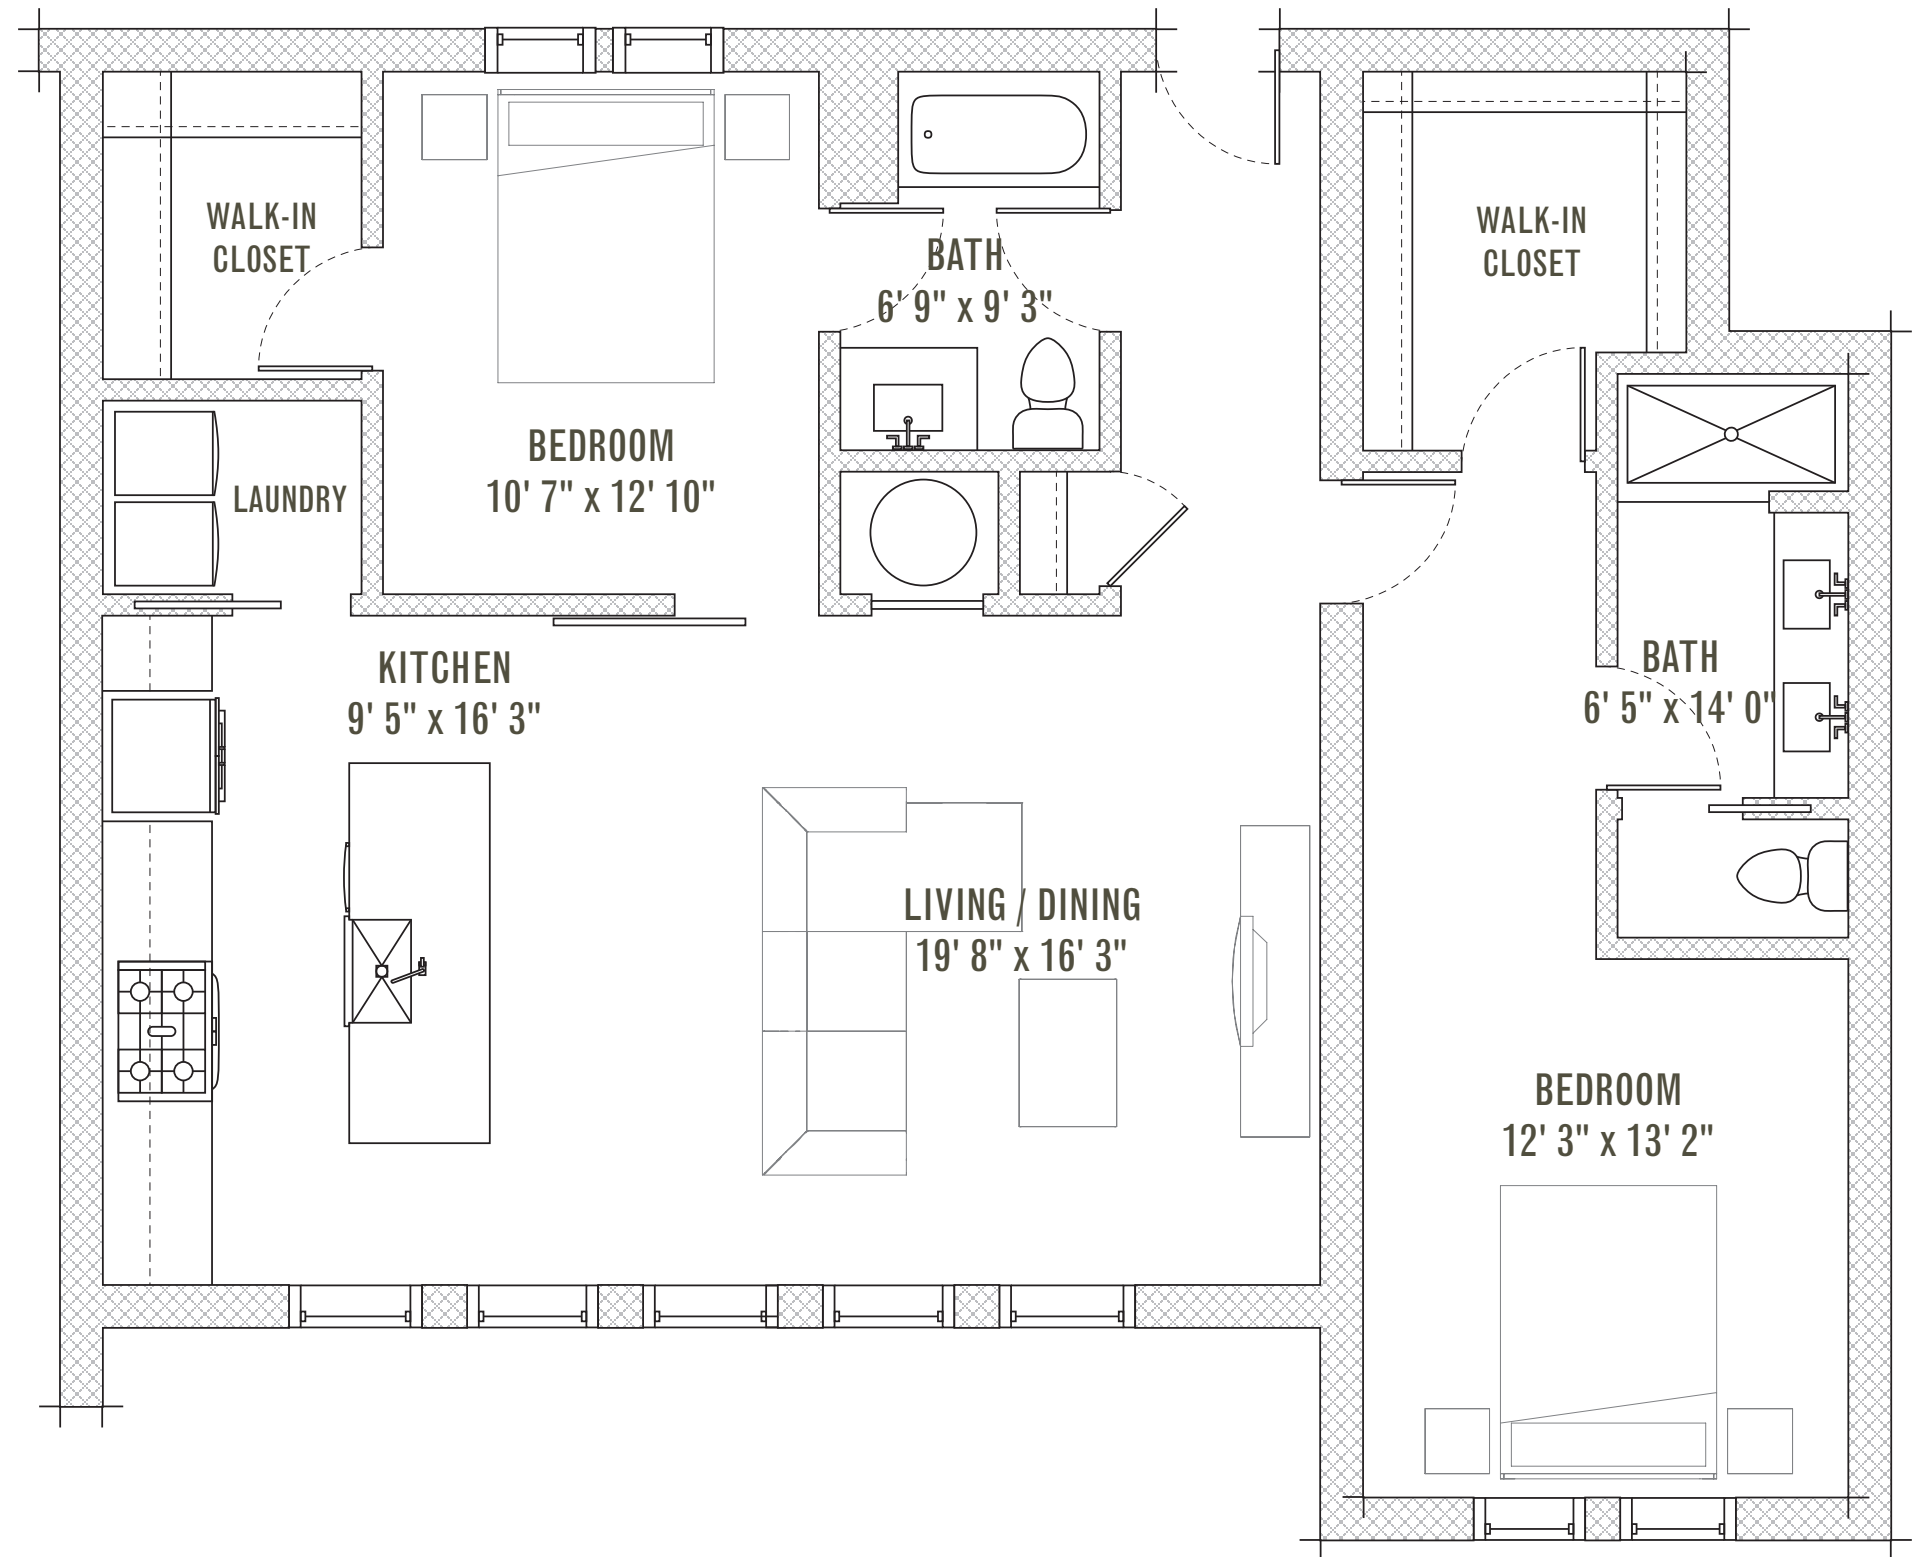 WALK-IN
CLOSET
BATH
6' 9" x 9' 3"
WALK-IN
CLOSET
BEDROOM
10' 7" x 12' 10"
LAUNDRY
KITCHEN
9' 5" x 16' 3"
BATH
6' 5" x 14' 0"
LIVING / DINING
19' 8" x 16' 3"
BEDROOM
12' 3" x 13' 2"